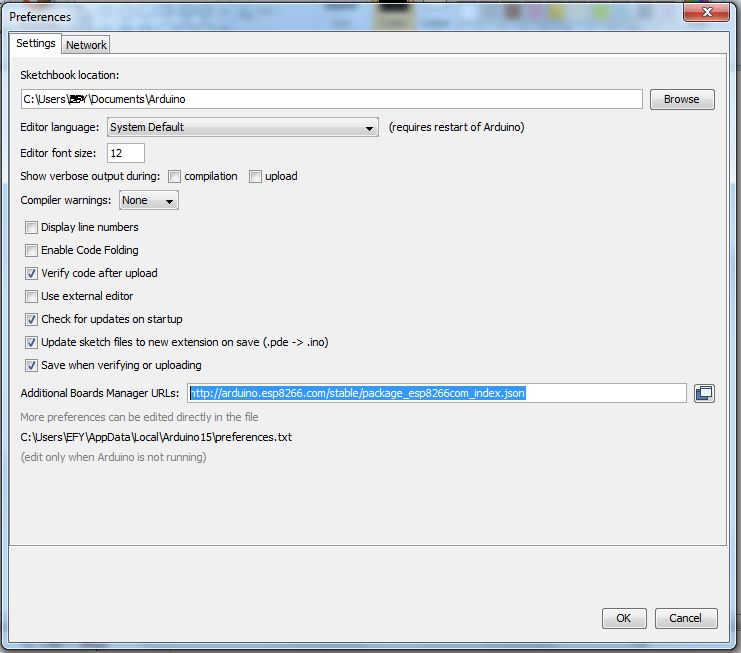 Preferences
Settings Network
Sketchbook location:
C:\Users\ \Documents\Arduino Browse
Editor language: System Default (requires restart of Arduino)
Editor font size: 12
Show verbose output during: compilation upload
Compiler warnings: None
Display line numbers
Enable Code Folding
Verify code after upload
Use external editor
Check for updates on startup
Update sketch files to new extension on save (.pde -> .ino)
Save when verifying or uploading
Additional Boards Manager URLs: http://arduino.esp8266.com/stable/package_esp8266com_index.json
More preferences can be edited directly in the file
C:\Users\EFY\AppData\Local\Arduino15\preferences.txt
(edit only when Arduino is not running)
OK Cancel